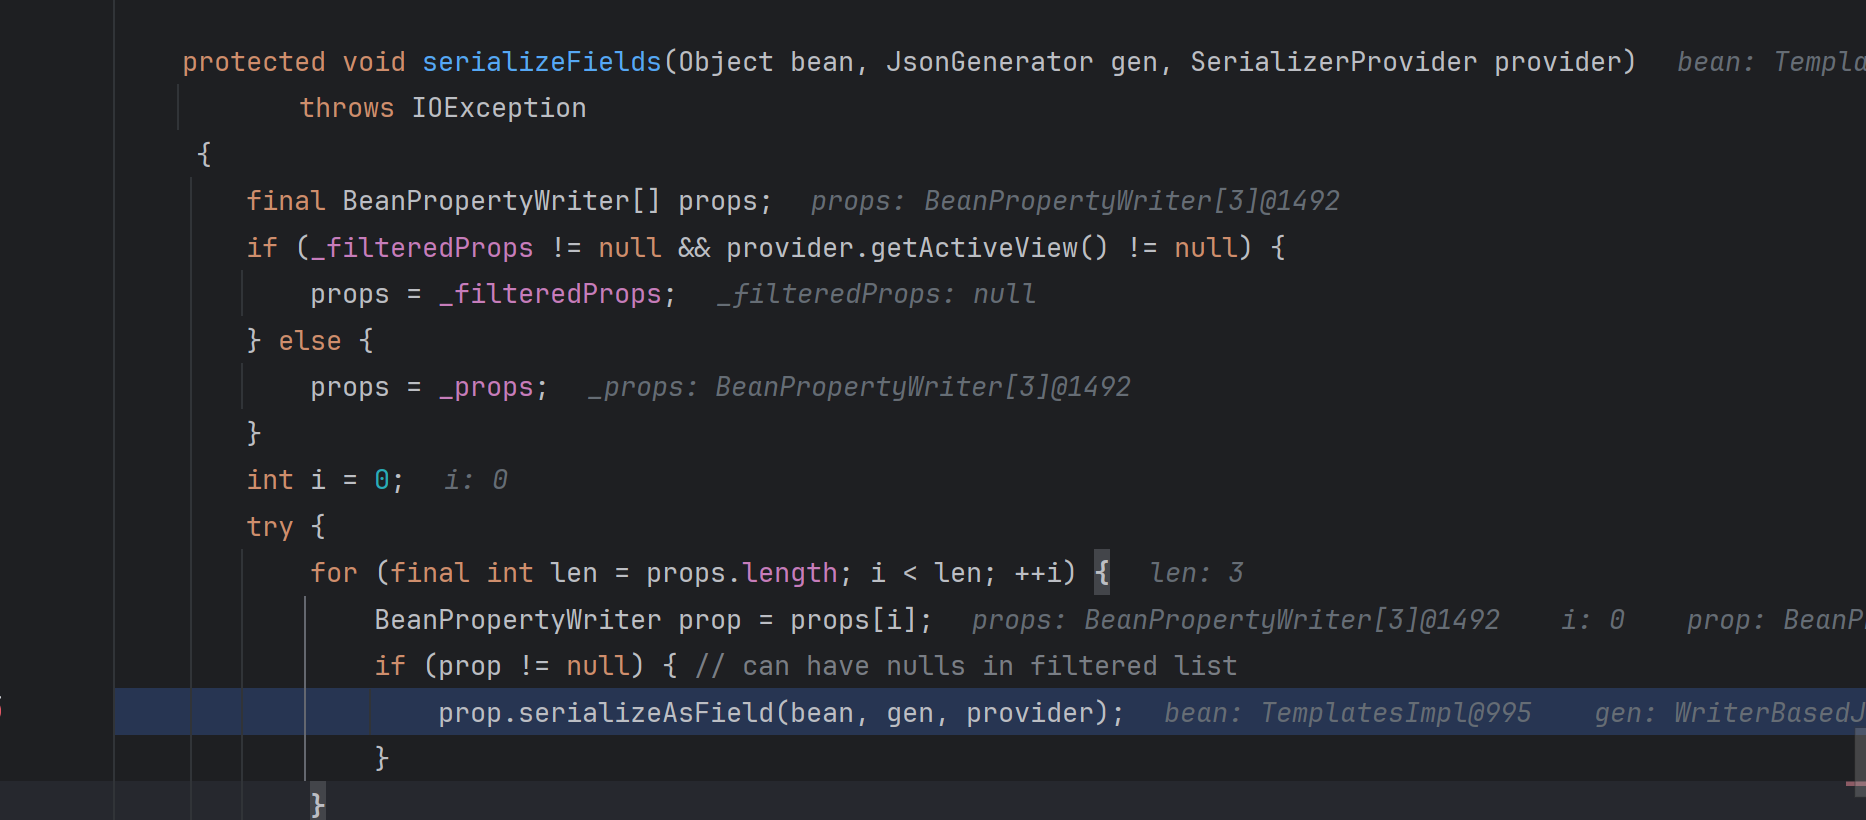 protected void serializeFields(Object bean, JsonGenerator gen, SerializerProvider provider) bean:
throws IOException
{
final BeanPropertyWriter[] props; props: BeanPropertyWriter[3]@1492
if (_filteredProps != null && provider.getActiveView() != null) {
props = _filteredProps; _filteredProps: null
} else {
props = _props; _props: BeanPropertyWriter[3]@1492
}
int i = 0; i: 0
try {
for (final int len = props.length; i < len; ++i) { len: 3
BeanPropertyWriter prop = props[i]; props: BeanPropertyWriter[3]@1492 i: 0 prop:
if (prop != null) { // can have nulls in filtered list
prop.serializeAsField(bean, gen, provider); bean: TemplatesImpl@995 gen:
}
}